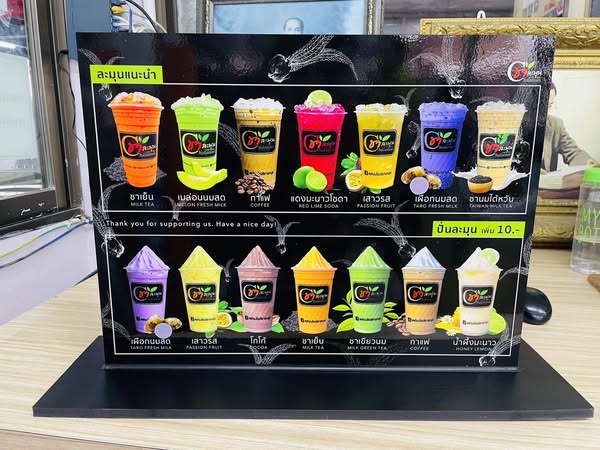 ละมุนแนะนำ
ชาละมุน
ชาเย็น
MILK TEA
เมล่อนนมสด
MELON FRESH MILK
กาแฟ
COFFEE
แดงมะนาวโซดา
RED LIME SODA
เสาวรส
PASSION FRUIT
เผือกนมสด
TARO FRESH MILK
ชานมไต้หวัน
TAIWAN MILK TEA
Thank you for supporting us. Have a nice day!
ปั่นละมุน เพิ่ม 10.-
เผือกนมสด
TARO FRESH MILK
เสาวรส
PASSION FRUIT
โกโก้
COCOA
ชาเย็น
MILK TEA
ชาเขียวนม
MILK GREEN TEA
กาแฟ
COFFEE
น้ำผึ้งมะนาว
HONEY LEMON